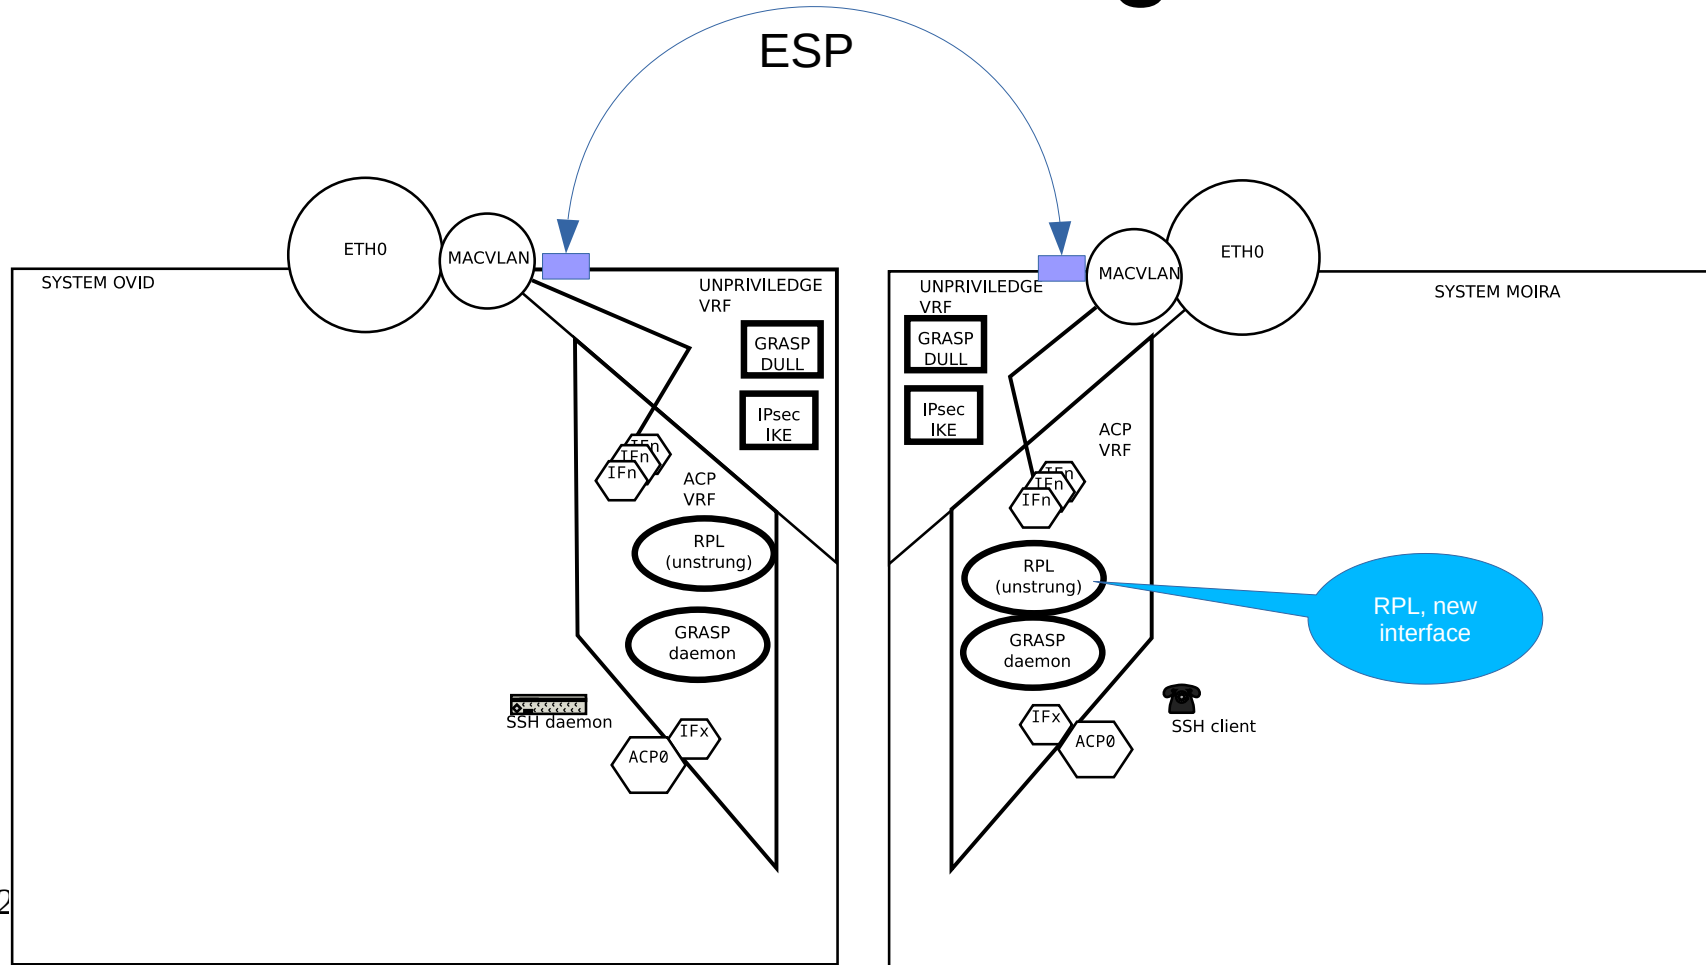 ESP
ETH0
MACVLAN
SYSTEM OVID
UNPRIVILEDGE
VRF
GRASP
DULL
IPsec
IKE
IFn
IFn
IFn
ACP
VRF
RPL
(unstrung)
GRASP
daemon
SSH daemon
IFx
ACP0
ETH0
MACVLAN
SYSTEM MOIRA
UNPRIVILEDGE
VRF
GRASP
DULL
IPsec
IKE
ACP
VRF
IFn
IFn
IFn
RPL
(unstrung)
GRASP
daemon
RPL, new
interface
IFx
ACP0
SSH client
2